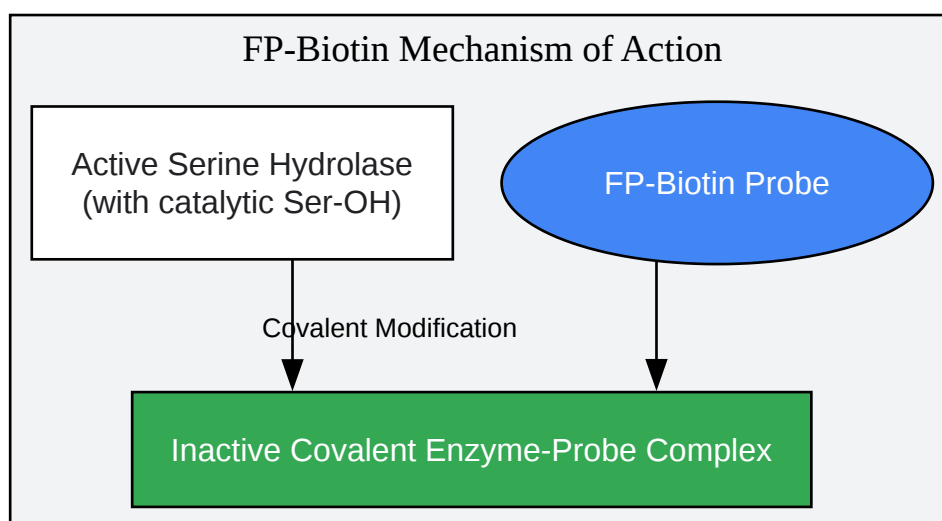 FP-Biotin Mechanism of Action
Active Serine Hydrolase
(with catalytic Ser-OH)
FP-Biotin Probe
Covalent Modification
Inactive Covalent Enzyme-Probe Complex